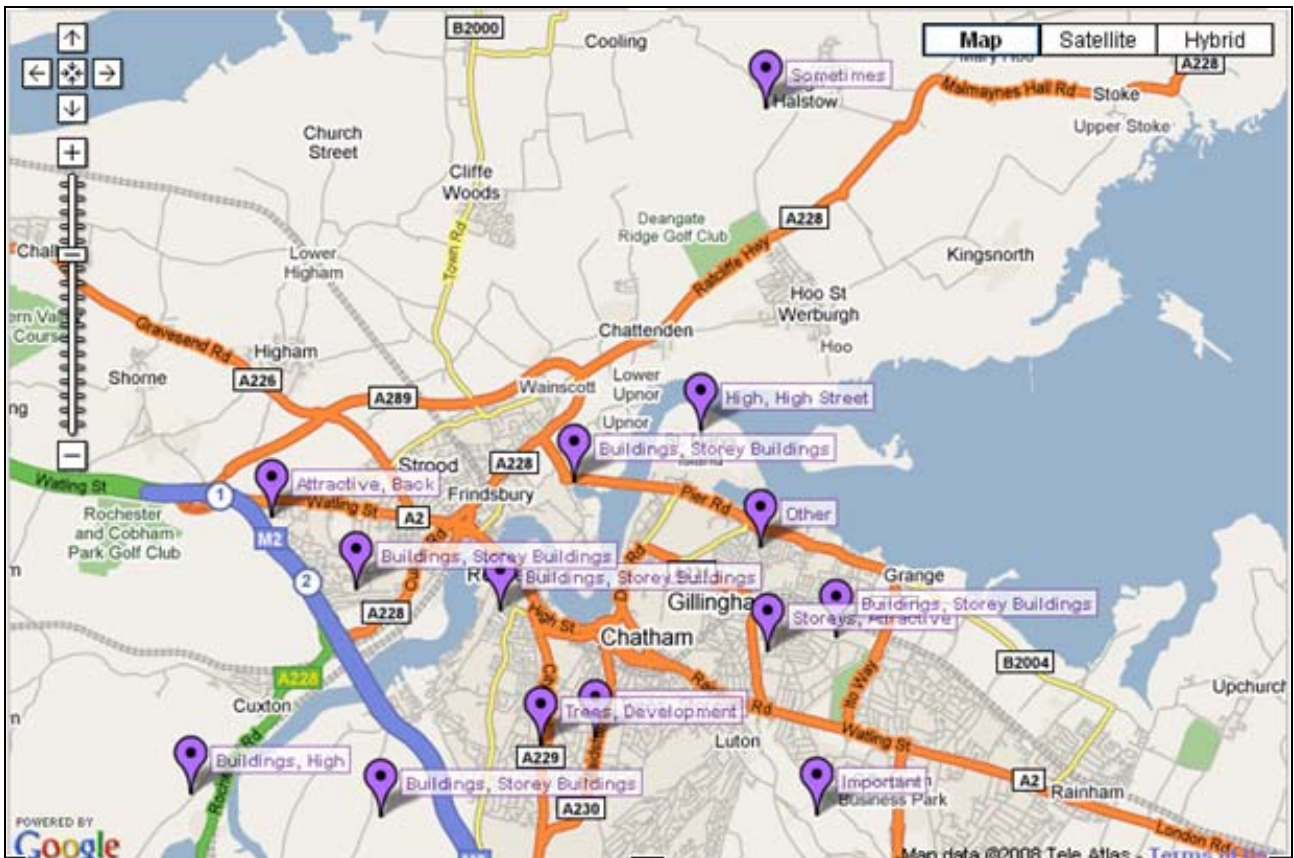 B2000
Cooling
Map
Satellite
Hybrid
A228
Sometimes
Halstow
Malmaynes Hall Rd
Stoke
Upper Stoke
Church
Street
Cliffe
Woods
Deangate
Ridge Golf Club
A228
Town Rd
Lower
Higham
Ratcliffe Hwy
Kingsnorth
Hoo St
Werburgh
Hoo
Chattenden
Gravesend Rd
Higham
Shorne
A226
A289
Wainscott
Lower
Upnor
Upnor
High, High Street
Buildings, Storey Buildings
Strood
A228
Attractive, Back
Watling St
1
Watling St
Frindsbury
Pier Rd
Other
Rochester
and Cobham
Park Golf Club
A2
M2
Buildings, Storey Buildings
2
Buildings, Storey Buildings
Grange
A228
Gillingha
Buildings, Storey Buildings
Storeys, Attractive
High St
Chatham
B2004
A228
Cuxton
Upchurch
Trees, Development
Rd
Luton
Watling St
A229
Buildings, High
Buildings, Storey Buildings
Important
Business Park
A2
Rainham
A230
London Rd
POWERED BY
Google
Map data ©2008 Tele Atlas - Terms